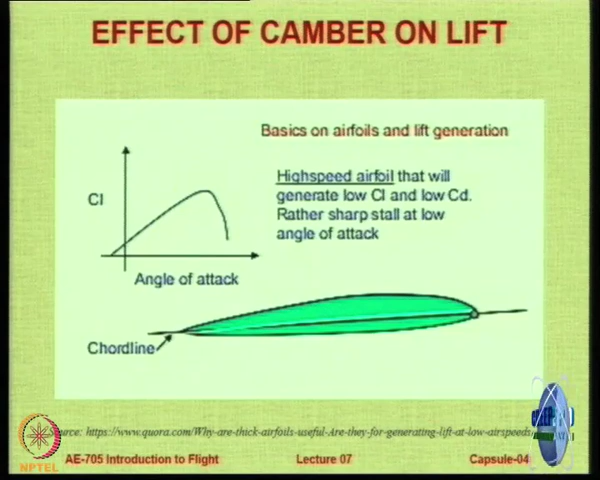 EFFECT OF CAMBER ON LIFT
Basics on airfoils and lift generation
Highspeed airfoil that will
generate low Cl and low Cd.
Rather sharp stall at low
angle of attack
Cl
Angle of attack
Chordline
Source: https://www.quora.com/Why-are-thick-airfoils-useful-Are-they-for-generating-lift-at-low-airspeeds
NPTEL
AE-705 Introduction to Flight
Lecture 07
Capsule-04